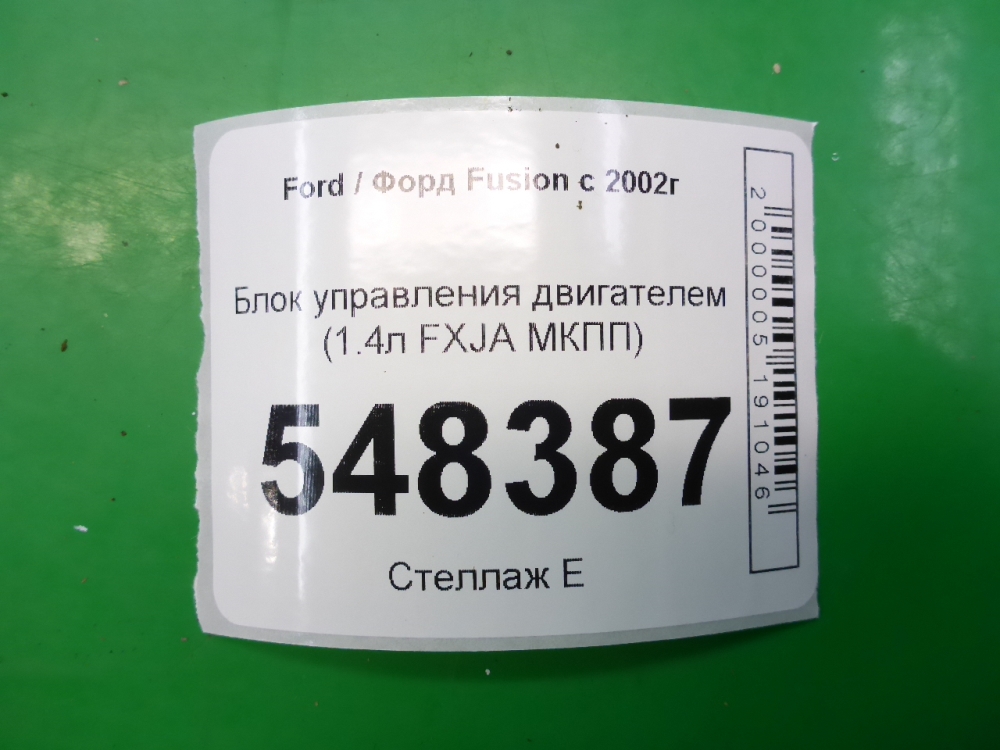 Ford / Форд Fusion с 2002г
Блок управления двигателем
(1.4л FXJA МКПП)
548387
Стеллаж Е
2000005191046